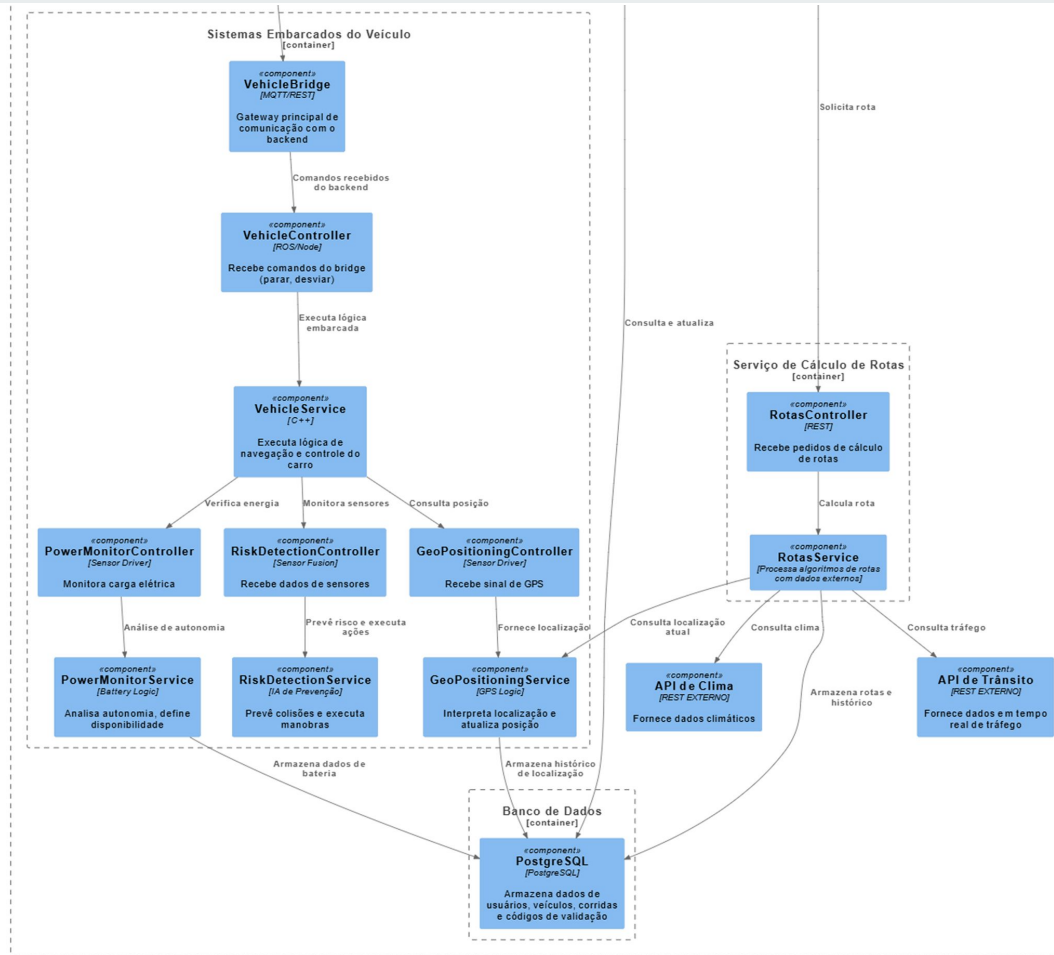 Sistemas Embarcados do Veículo
[container]
«component»
VehicleBridge
[MQTT/REST]
Gateway principal de
comunicação com o
backend
Comandos recebidos
do backend
«component»
VehicleController
[ROS/Node]
Recebe comandos do bridge
(parar, desviar)
Executa lógica
embarcada
«component»
VehicleService
[C++]
Executa lógica de
navegação e controle do
carro
Verifica energia
Monitora sensores
Consulta posição
«component»
PowerMonitorController
[Sensor Driver]
Monitora carga elétrica
«component»
RiskDetectionController
[Sensor Fusion]
Recebe dados de sensores
«component»
GeoPositioningController
[Sensor Driver]
Recebe sinal de GPS
Análise de autonomia
Prevê risco e executa
ações
Fornece localização
«component»
PowerMonitorService
[Battery Logic]
Analisa autonomia, define
disponibilidade
«component»
RiskDetectionService
[IA de Prevenção]
Prevê colisões e executa
manobras
«component»
GeoPositioningService
[GPS Logic]
Interpreta localização e
atualiza posição
Solicita rota
Consulta e atualiza
Serviço de Cálculo de Rotas
[container]
«component»
RotasController
[REST]
Recebe pedidos de cálculo
de rotas
Calcula rota
«component»
RotasService
[Processa algoritmos de rotas
com dados externos]
Consulta localização
atual
Consulta clima
Consulta tráfego
Armazena rotas e
histórico
«component»
API de Clima
[REST EXTERNO]
Fornece dados climáticos
«component»
API de Trânsito
[REST EXTERNO]
Fornece dados em tempo
real de tráfego
Armazena dados de
bateria
Armazena histórico
de localização
Banco de Dados
[container]
«component»
PostgreSQL
[PostgreSQL]
Armazena dados de
usuários, veículos, corridas
e códigos de validação